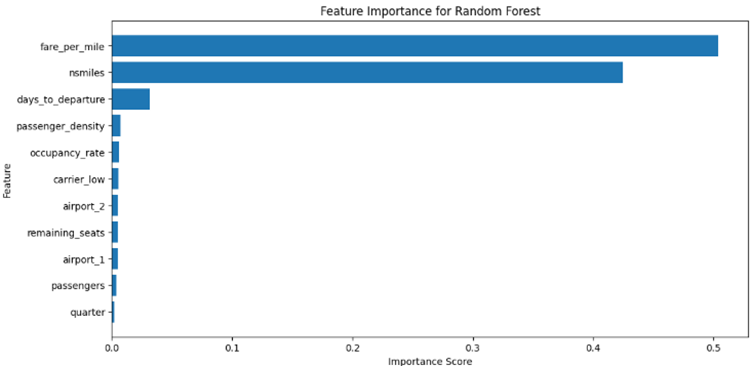 Feature Importance for Random Forest
fare_per_mile
nsmiles
days_to_departure
passenger_density
occupancy_rate
carrier_low
airport_2
remaining_seats
airport_1
passengers
quarter
Feature
0.0 0.1 0.2 0.3 0.4 0.5
Importance Score